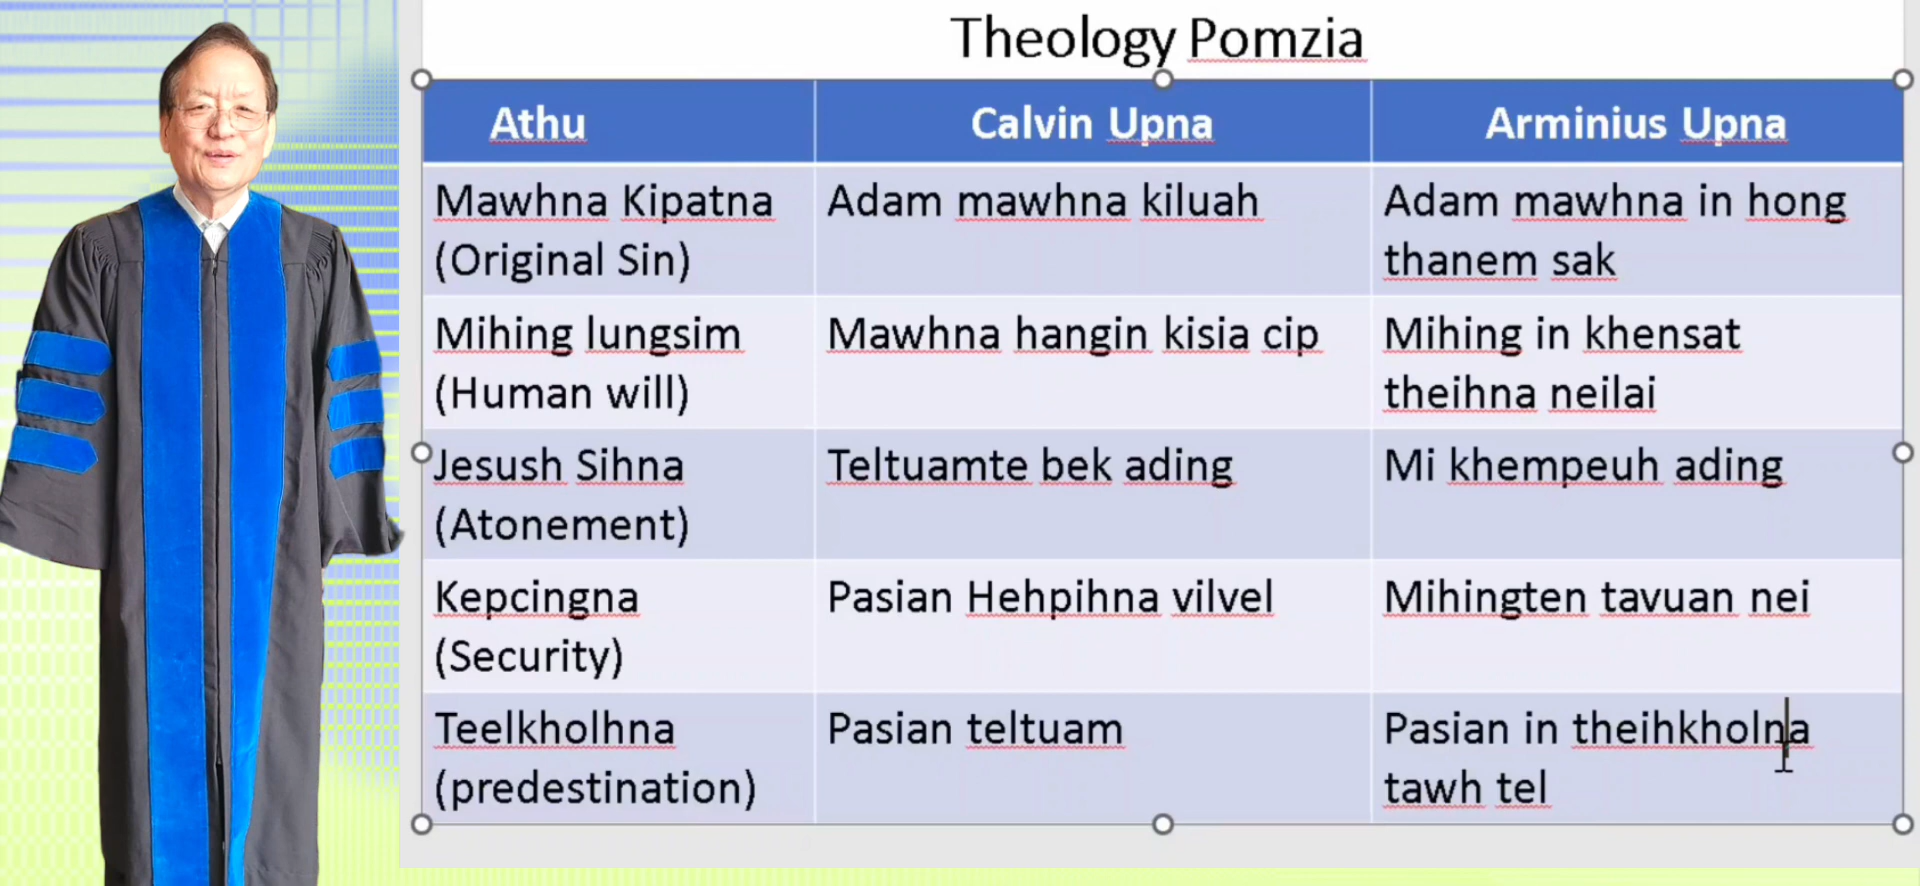 Theology Pomzia
Athu
Calvin Upna
Arminius Upna
Mawhna Kipatna
(Original Sin)
Adam mawhna kiluah
Adam mawhna in hong
thanem sak
Mihing lungsim
(Human will)
Mawhna hangin kisia cip
Mihing in khensat
theihna neilai
Jesush Sihna
(Atonement)
Teltuamte bek ading
Mi khempeuh ading
Kepcingna
(Security)
Pasian Hehpihna vilvel
Mihingten tavuan nei
Teelkholhna
(predestination)
Pasian teltuam
Pasian in theihkholna
tawh tel